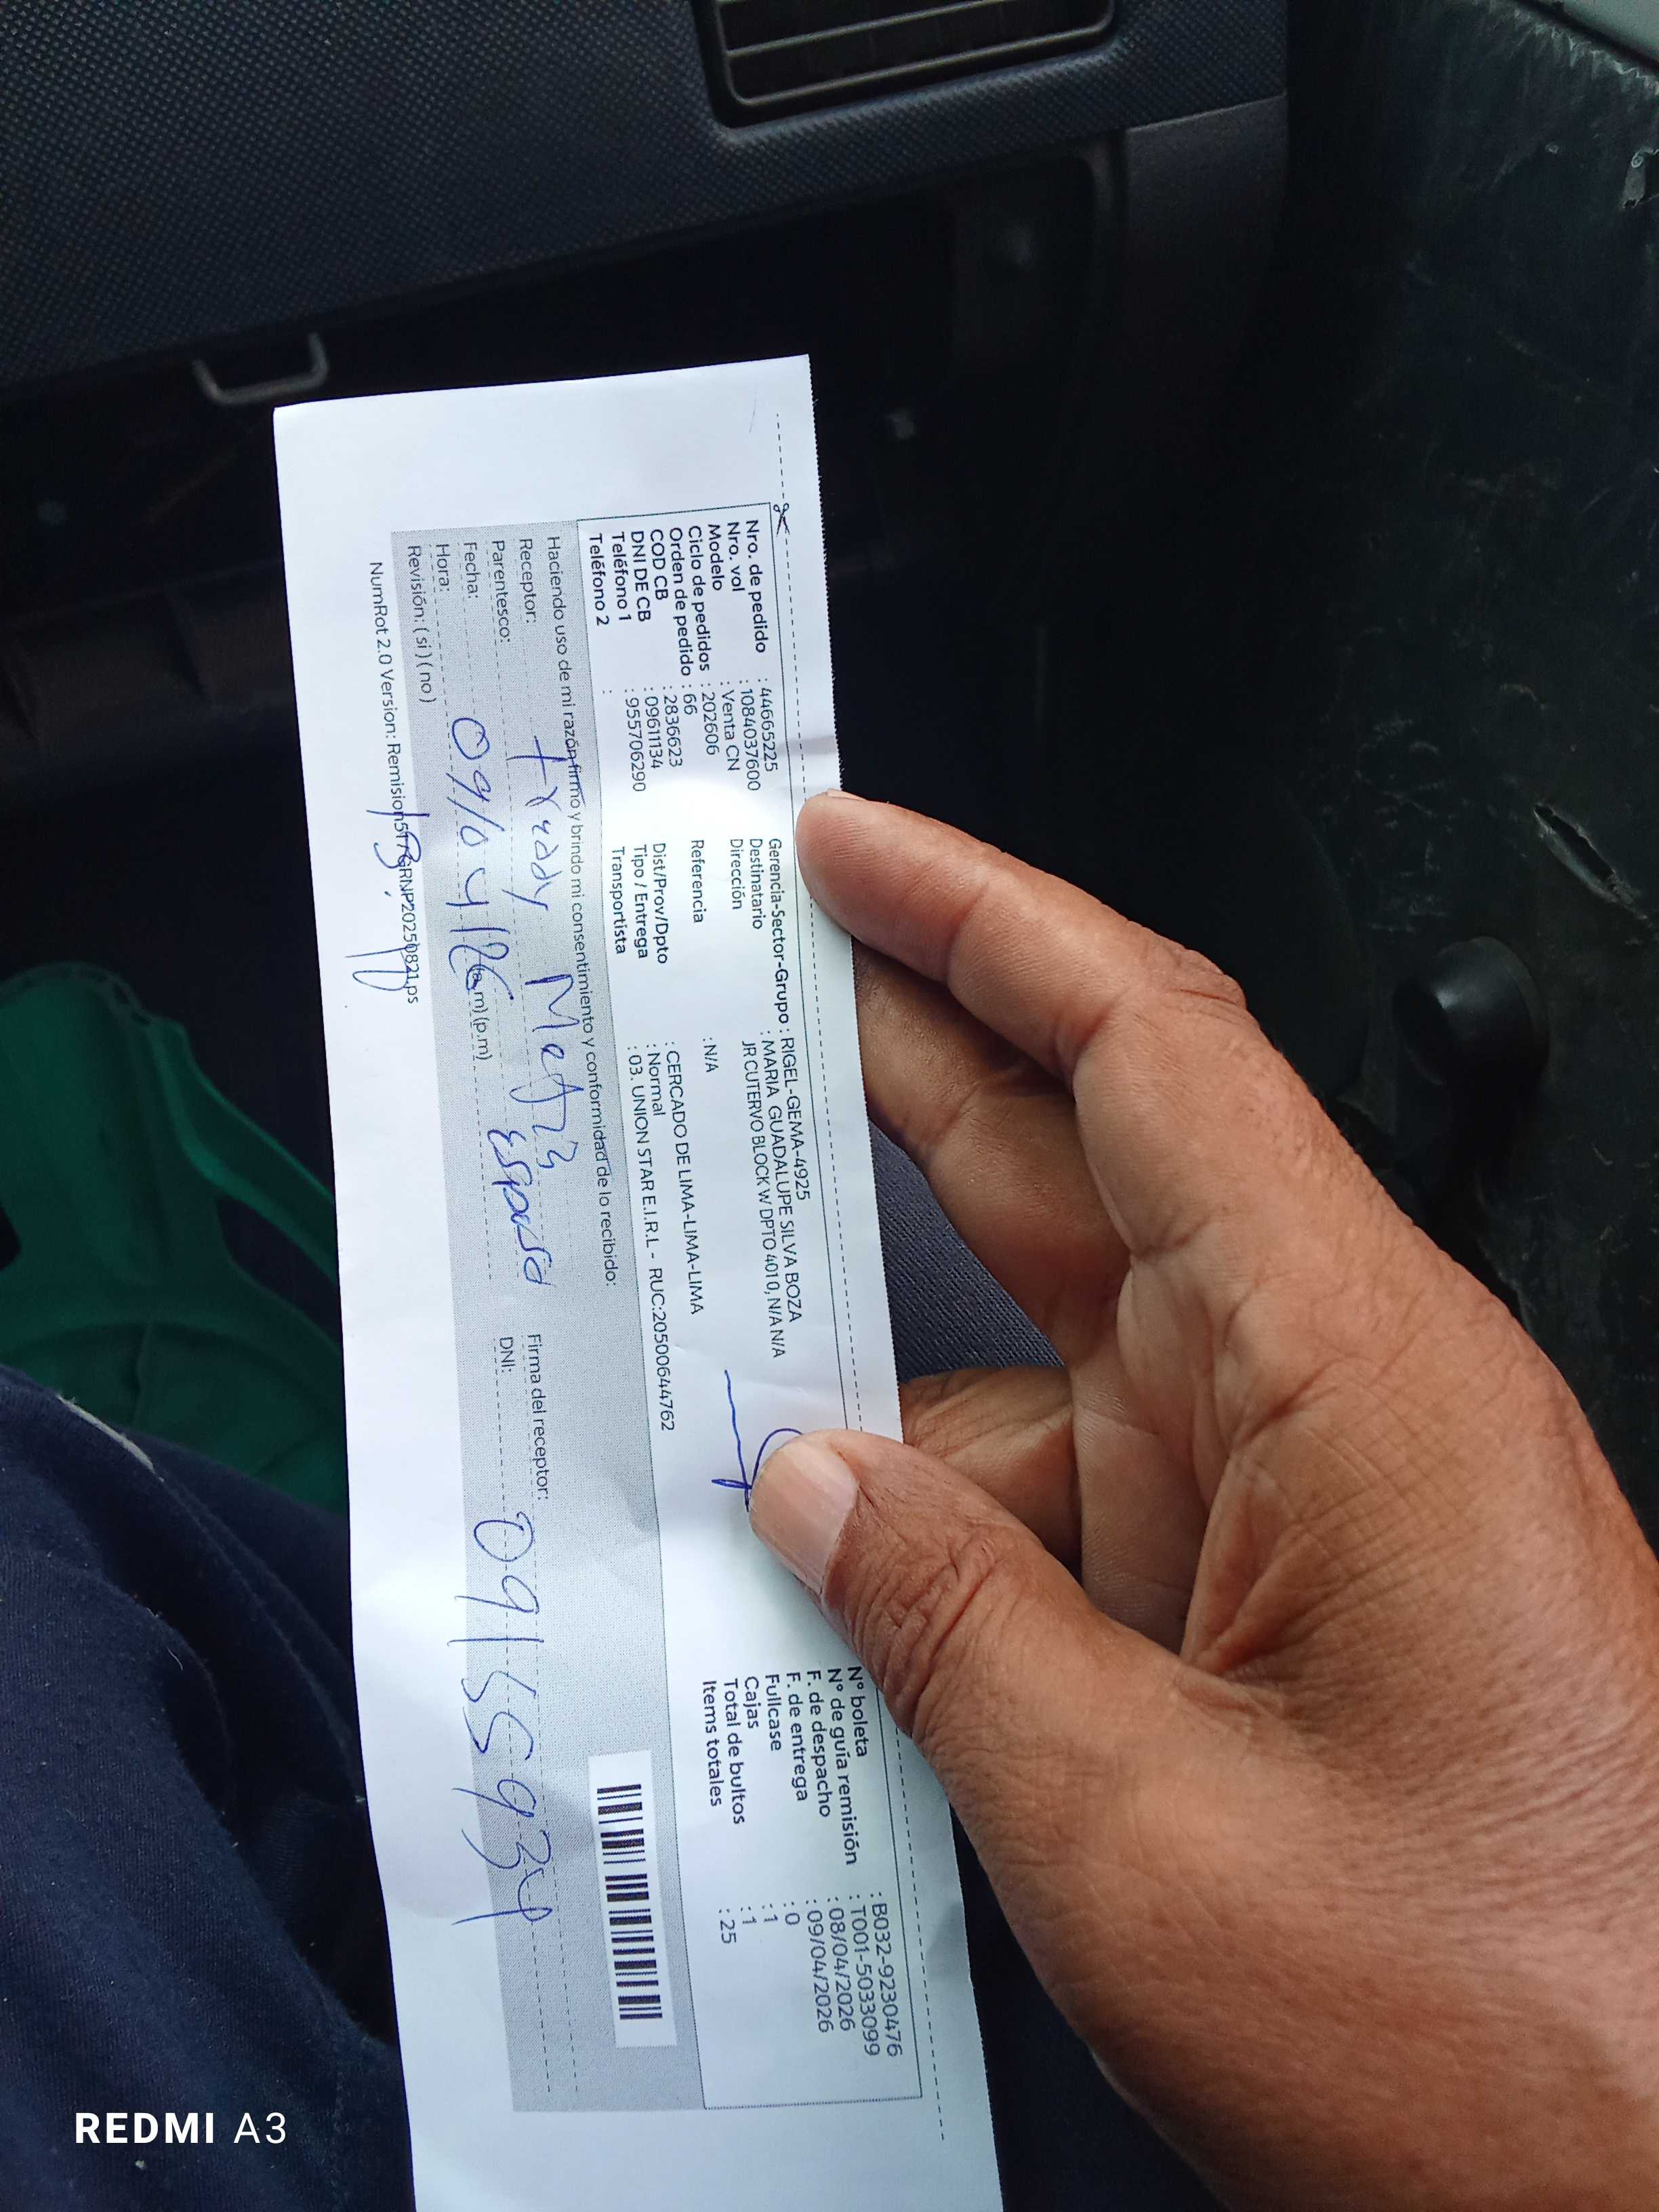 Nro. de pedido : 44665225
Nro. vol : 1084037600
Modelo : Venta CN
Ciclo de pedidos : 202606
Orden de pedido : 66
COD CB : 2836623
DNI DE CB : 09611134
Teléfono 1 : 955706290
Teléfono 2 :
Gerencia-Sector-Grupo : RIGEL-GEMA-4925
Destinatario : MARIA GUADALUPE SILVA BOZA
Dirección JR CUTERVO BLOCK W DPTO 401 0, N/A N/A
Referencia : N/A
Dist/Prov/Dpto : CERCADO DE LIMA-LIMA-LIMA
Tipo / Entrega : Normal
Transportista : 03. UNION STAR E.I.R.L - RUC:20500644762
N° boleta : B032-9230476
N° de guía remisión : T001-5033099
F. de despacho : 08/04/2026
F. de entrega : 09/04/2026
Fullcase : 0
Cajas : 1
Total de bultos : 1
Items totales : 25
Haciendo uso de mi razón firmo y brindo mi consentimiento y conformidad de lo recibido:
Receptor: Fredy
Parentesco: esposo
Fecha: 09/04/26
Hora: (a.m)(p.m)
Revisión: ( si ) ( no )
Firma del receptor:
DNI:
NumRot 2.0 Version: Remision5177GRNP20250821.ps
REDMI A3